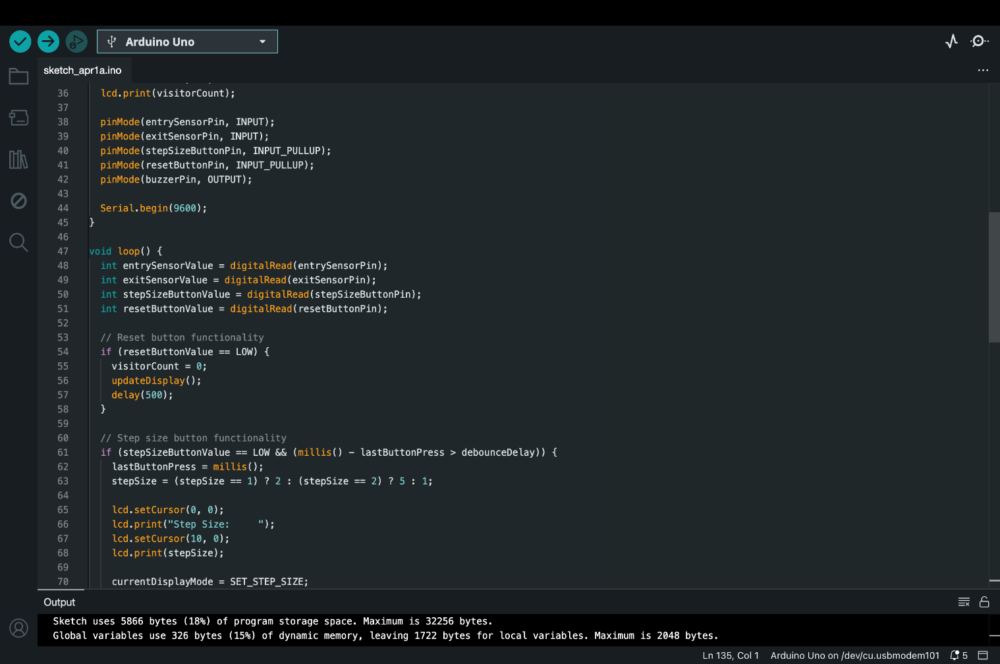 Arduino Uno
sketch_apr1a.ino
36 lcd.print(visitorCount);
37
38 pinMode(entrySensorPin, INPUT);
39 pinMode(exitSensorPin, INPUT);
40 pinMode(stepSizeButtonPin, INPUT_PULLUP);
41 pinMode(resetButtonPin, INPUT_PULLUP);
42 pinMode(buzzerPin, OUTPUT);
43
44 Serial.begin(9600);
45 }
46
47 void loop() {
48 int entrySensorValue = digitalRead(entrySensorPin);
49 int exitSensorValue = digitalRead(exitSensorPin);
50 int stepSizeButtonValue = digitalRead(stepSizeButtonPin);
51 int resetButtonValue = digitalRead(resetButtonPin);
52
53 // Reset button functionality
54 if (resetButtonValue == LOW) {
55 visitorCount = 0;
56 updateDisplay();
57 delay(500);
58 }
59
60 // Step size button functionality
61 if (stepSizeButtonValue == LOW && (millis() - lastButtonPress > debounceDelay)) {
62 lastButtonPress = millis();
63 stepSize = (stepSize == 1) ? 2 : (stepSize == 2) ? 5 : 1;
64
65 lcd.setCursor(0, 0);
66 lcd.print("Step Size:     ");
67 lcd.setCursor(10, 0);
68 lcd.print(stepSize);
69
70 currentDisplayMode = SET_STEP_SIZE;
Output
Sketch uses 5866 bytes (18%) of program storage space. Maximum is 32256 bytes.
Global variables use 326 bytes (15%) of dynamic memory, leaving 1722 bytes for local variables. Maximum is 2048 bytes.
Ln 135, Col 1 Arduino Uno on /dev/cu.usbmodem101 5